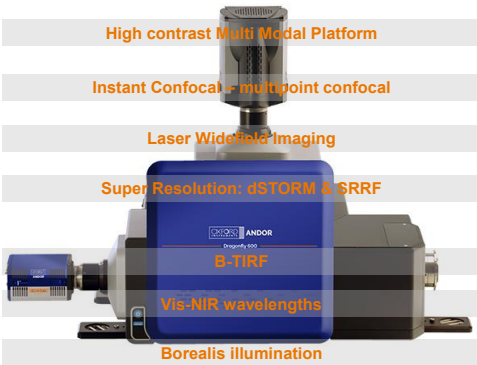 High contrast Multi Modal Platform
Instant Confocal – multipoint confocal
Laser Widefield Imaging
Super Resolution: dSTORM & SRRF
OXFORD INSTRUMENTS ANDOR
Dragonfly 600
B-TIRF
Vis-NIR wavelengths
Borealis illumination